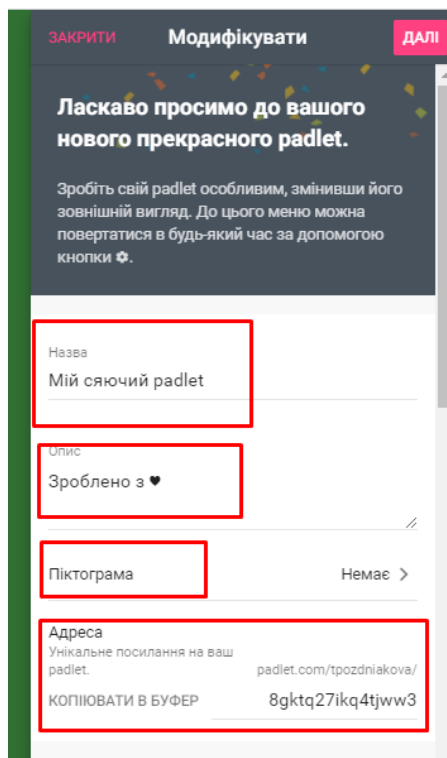 ЗАКРИТИ Модифікувати ДАЛІ
Ласкаво просимо до вашого
нового прекрасного padlet.
Зробіть свій padlet особливим, змінивши його
зовнішній вигляд. До цього меню можна
повертатися в будь-який час за допомогою
кнопки ⚙.
Назва
Мій сяючий padlet
Опис
Зроблено з ♥
Піктограма Немає >
Адреса
Унікальне посилання на ваш
padlet. padlet.com/tpozdniakova/
КОПІЮВАТИ В БУФЕР 8gktq27ikq4tjww3